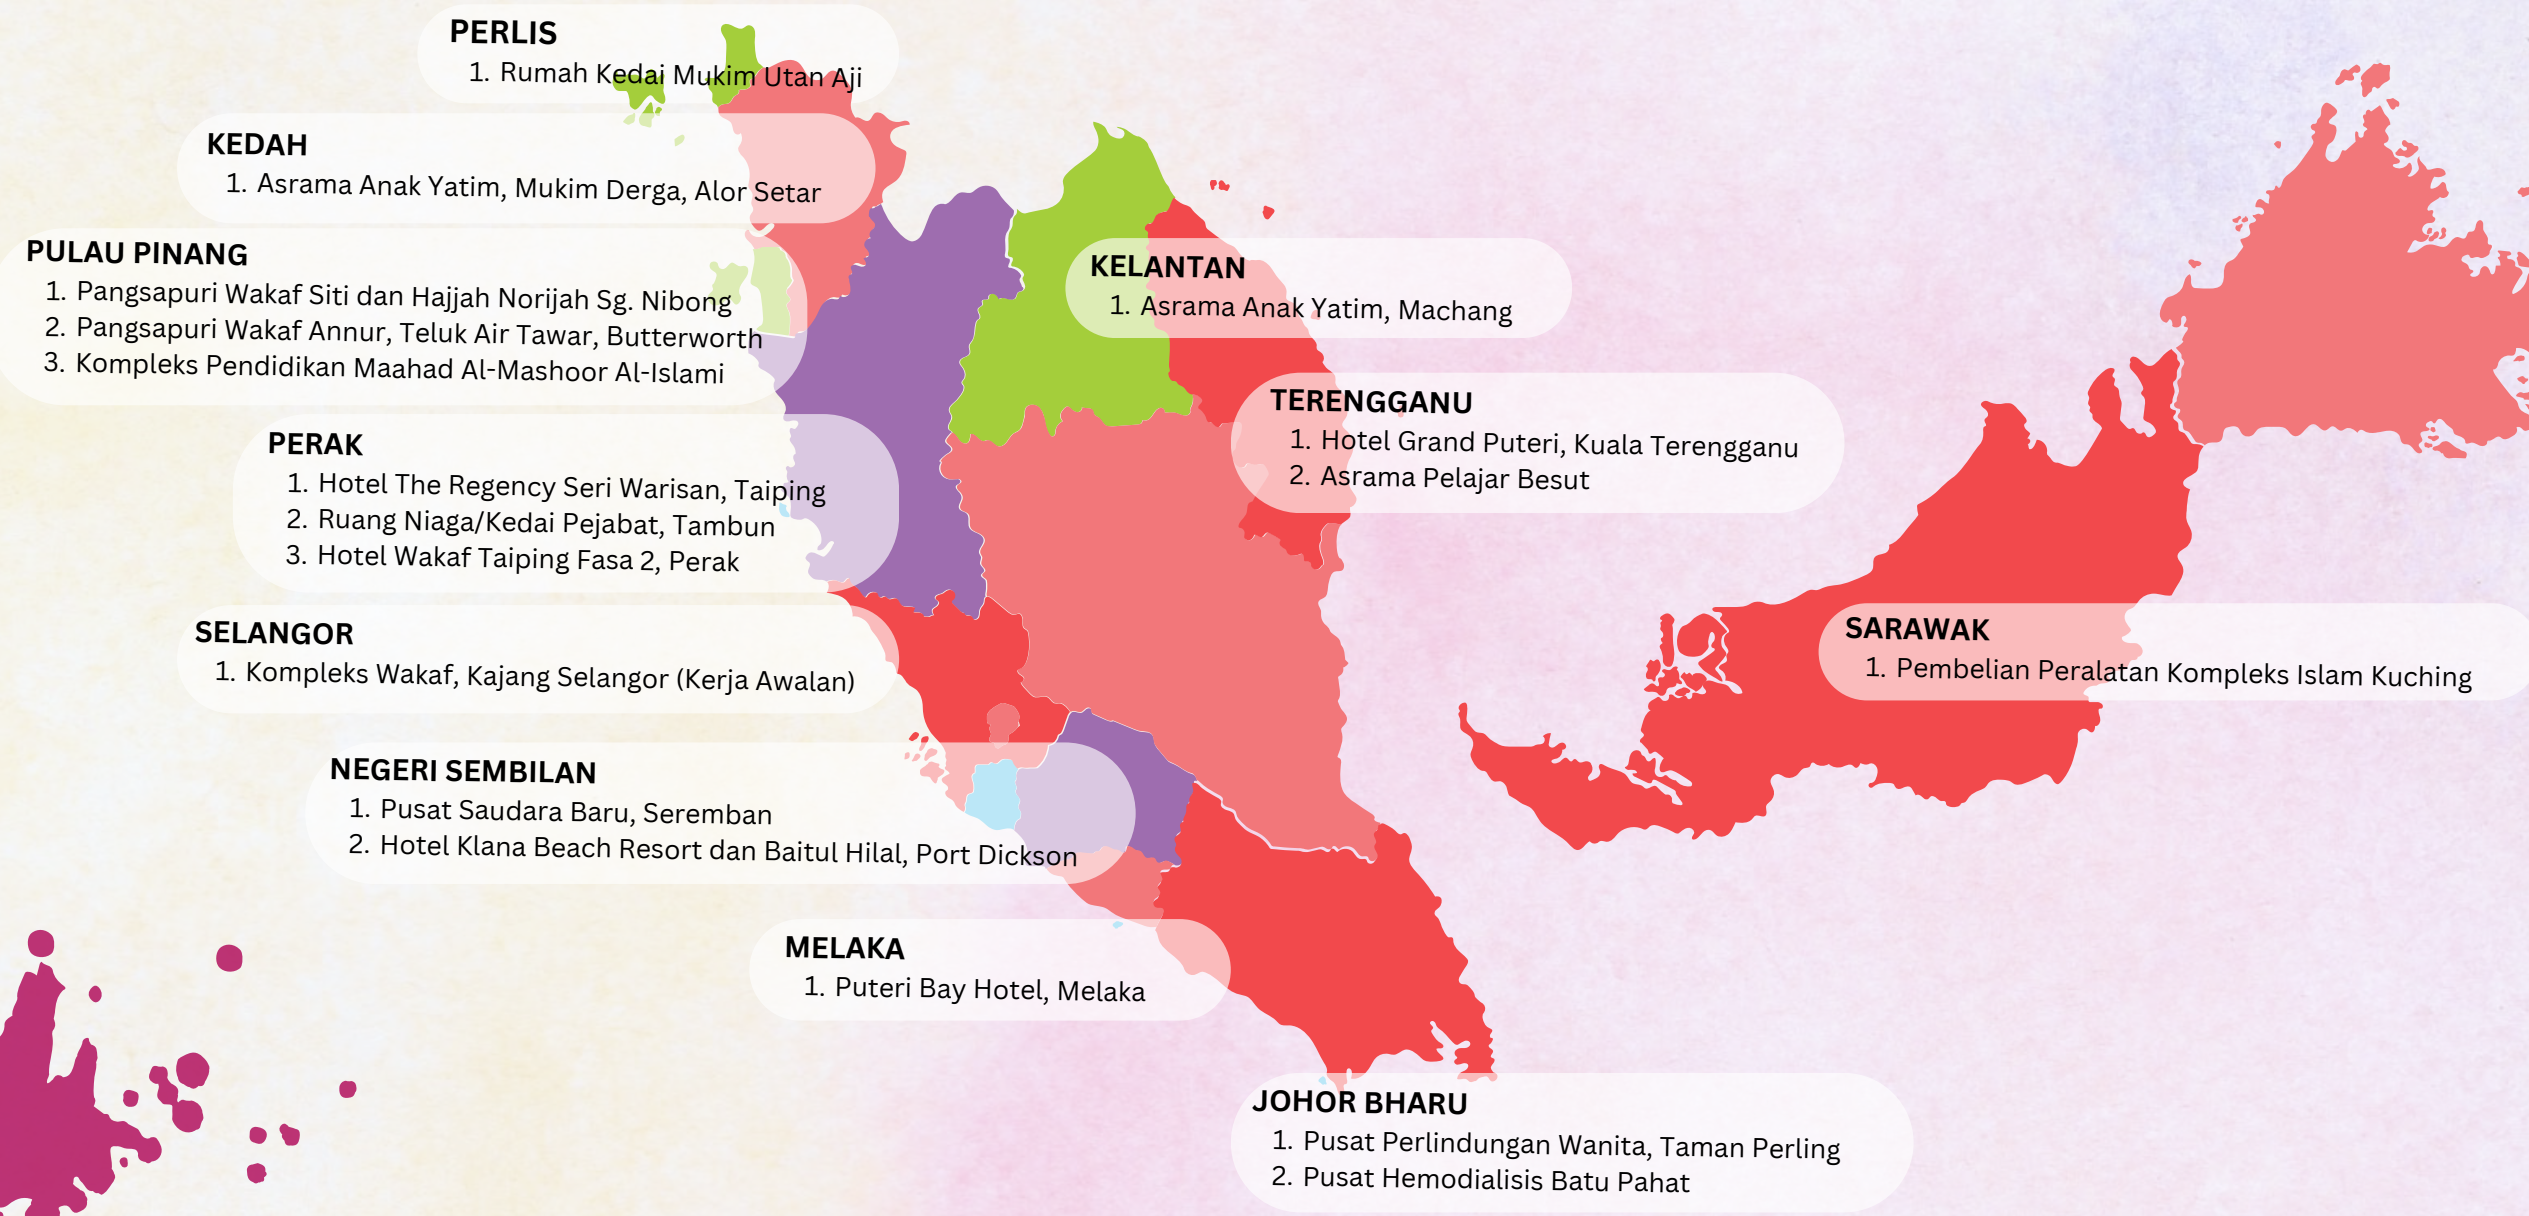 PERLIS
1. Rumah Kedai Mukim Utan Aji
KEDAH
1. Asrama Anak Yatim, Mukim Derga, Alor Setar
PULAU PINANG
1. Pangsapuri Wakaf Siti dan Hajjah Norijah Sg. Nibong
2. Pangsapuri Wakaf Annur, Teluk Air Tawar, Butterworth
3. Kompleks Pendidikan Maahad Al-Mashoor Al-Islami
PERAK
1. Hotel The Regency Seri Warisan, Taiping
2. Ruang Niaga/Kedai Pejabat, Tambun
3. Hotel Wakaf Taiping Fasa 2, Perak
SELANGOR
1. Kompleks Wakaf, Kajang Selangor (Kerja Awalan)
NEGERI SEMBILAN
1. Pusat Saudara Baru, Seremban
2. Hotel Klana Beach Resort dan Baitul Hilal, Port Dickson
MELAKA
1. Puteri Bay Hotel, Melaka
KELANTAN
1. Asrama Anak Yatim, Machang
TERENGGANU
1. Hotel Grand Puteri, Kuala Terengganu
2. Asrama Pelajar Besut
SARAWAK
1. Pembelian Peralatan Kompleks Islam Kuching
JOHOR BHARU
1. Pusat Perlindungan Wanita, Taman Perling
2. Pusat Hemodialisis Batu Pahat